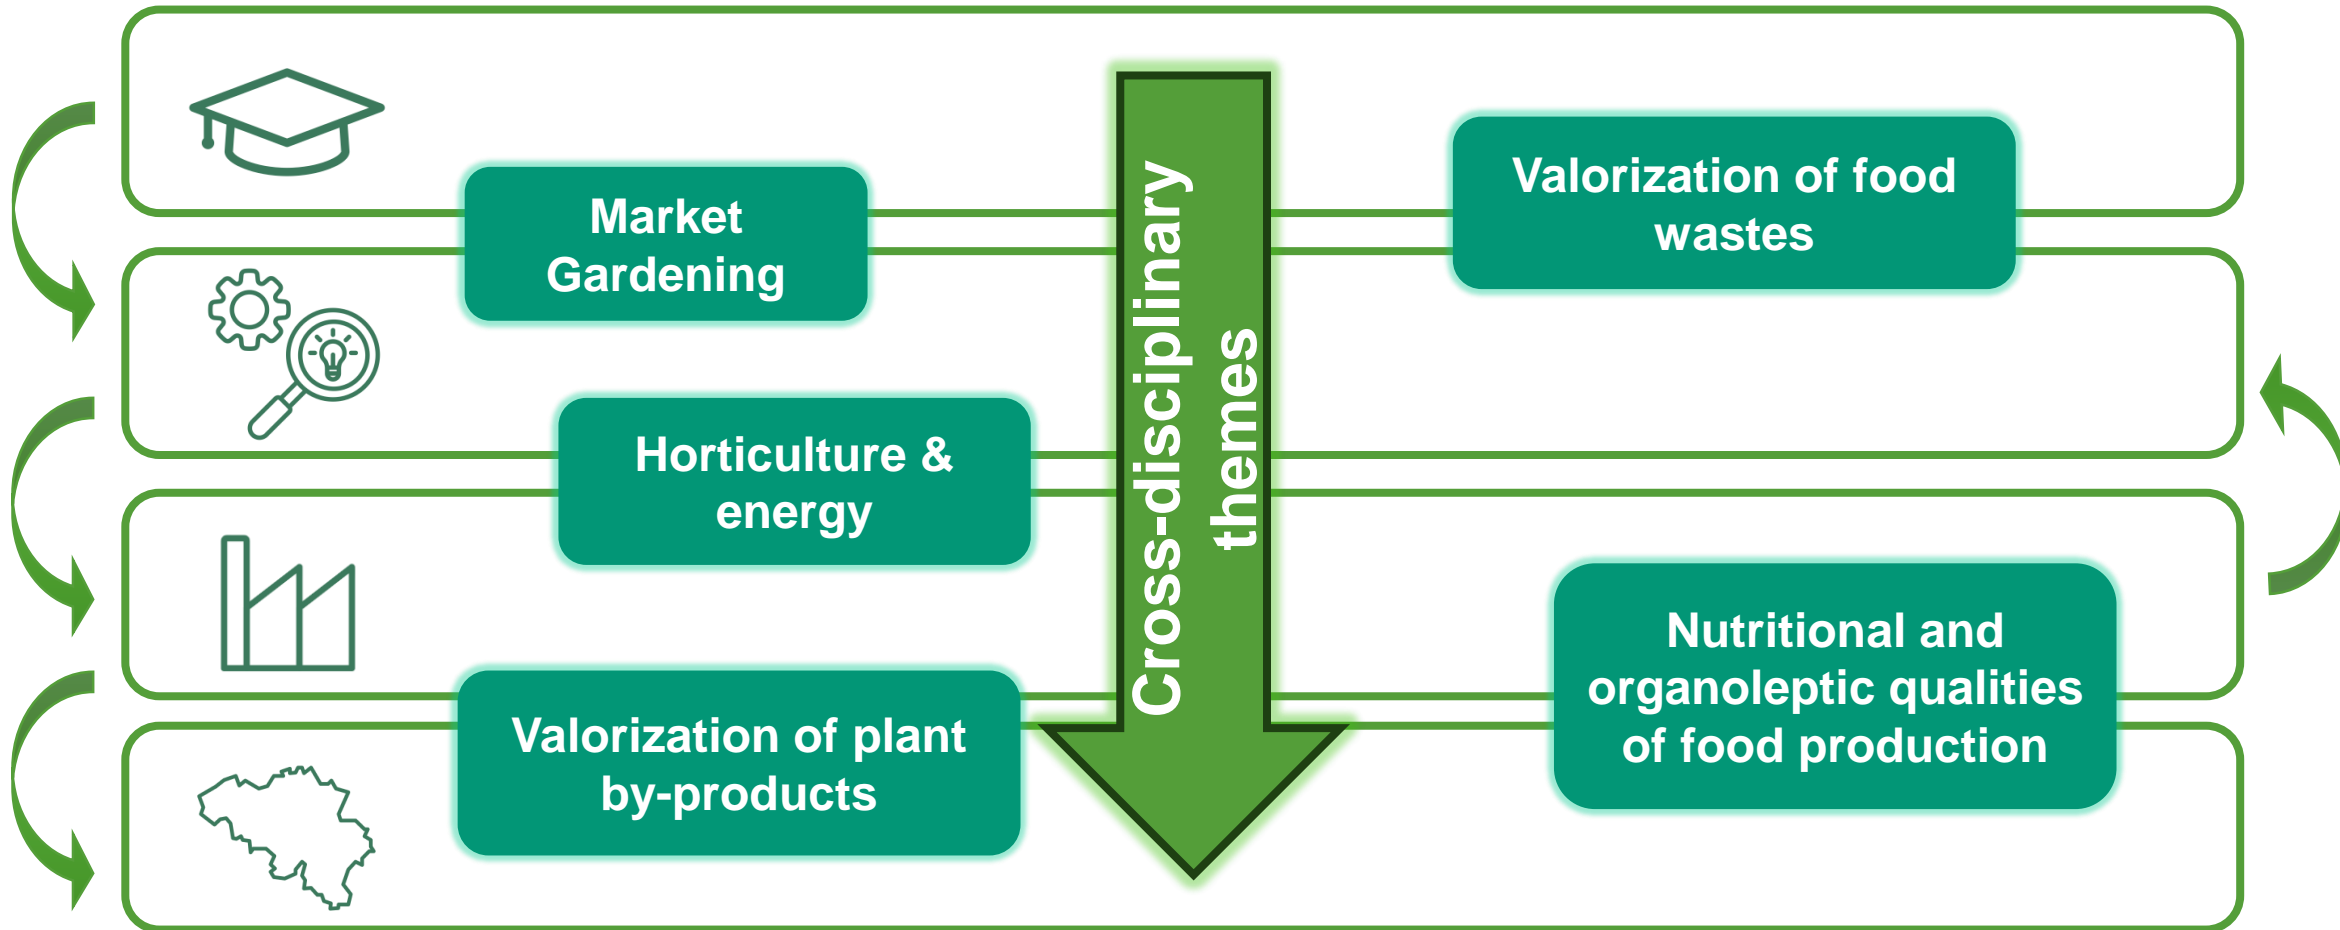 Market
Gardening
Horticulture &
energy
Valorization of plant
by-products
Cross-disciplinary
themes
Valorization of food
wastes
Nutritional and
organoleptic qualities
of food production